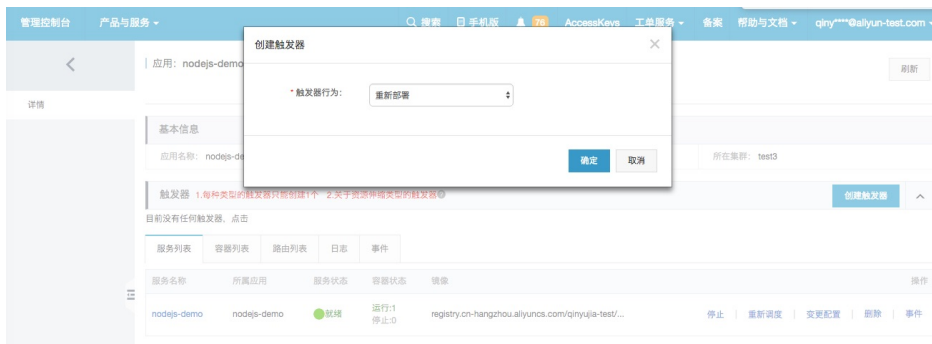 管理控制台 产品与服务 搜索 手机版 76 AccessKeys 工单服务 备案 帮助与文档 qiny****@aliyun-test.com
创建触发器
应用：nodejs-demo
刷新
*触发器行为： 重新部署
详情
基本信息
确定 取消
应用名称：nodejs-de 所在集群：test3
触发器 1.每种类型的触发器只能创建1个 2.关于资源伸缩类型的触发器 创建触发器
目前没有任何触发器，点击
服务列表 容器列表 路由列表 日志 事件
服务名称 所属应用 服务状态 容器状态 镜像 操作
nodejs-demo nodejs-demo 就绪 运行:1 registry.cn-hangzhou.aliyuncs.com/qinyujia-test/... 停止 重新调度 变更配置 删除 事件
停止:0